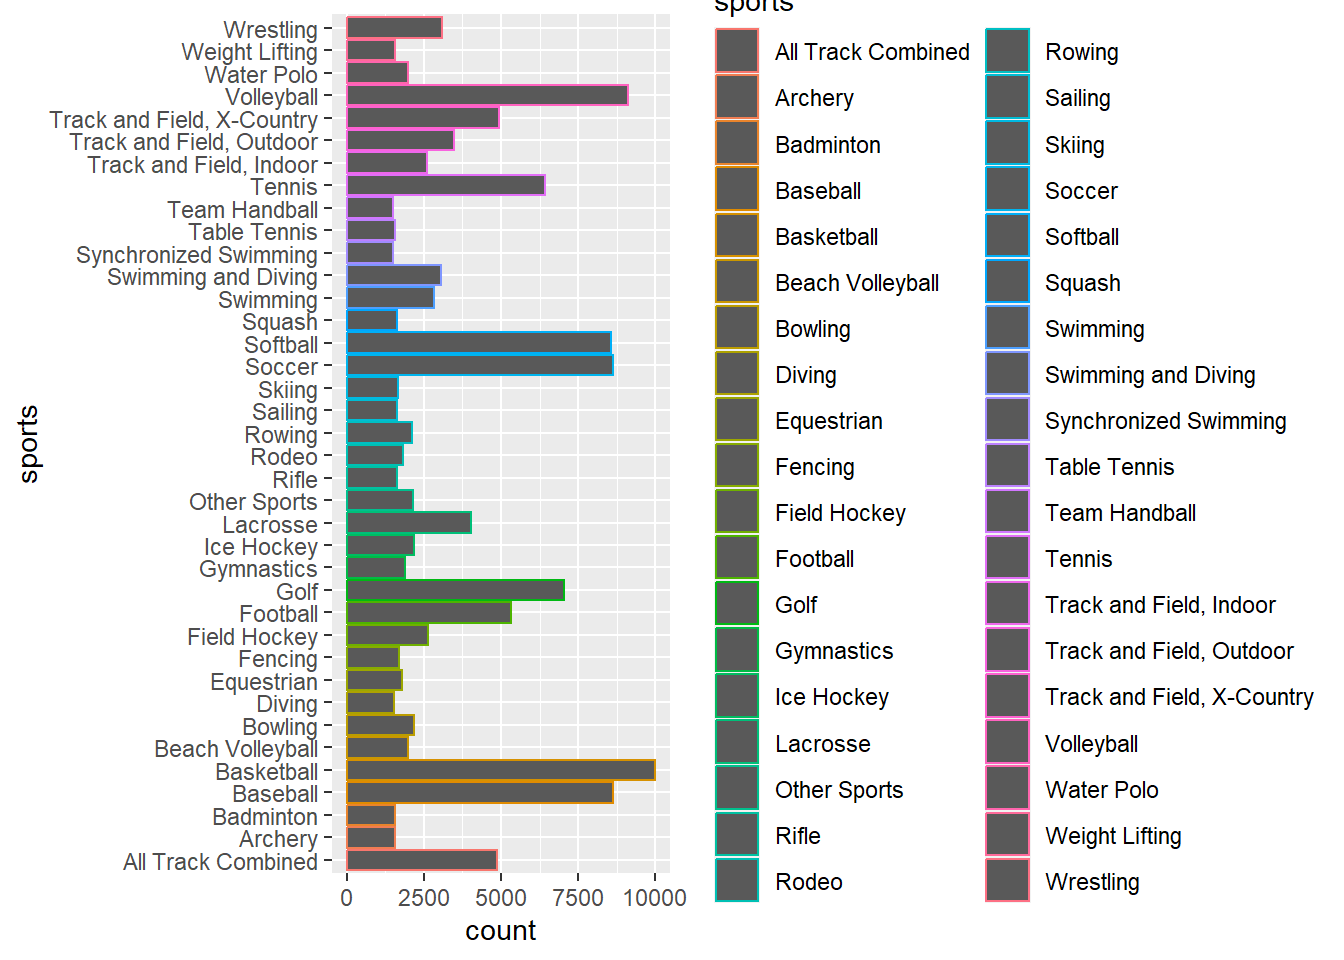 sports
Wrestling
Weight Lifting
Water Polo
Volleyball
Track and Field, X-Country
Track and Field, Outdoor
Track and Field, Indoor
Tennis
Team Handball
Table Tennis
Synchronized Swimming
Swimming and Diving
Swimming
Squash
Softball
Soccer
Skiing
Sailing
Rowing
Rodeo
Rifle
Other Sports
Lacrosse
Ice Hockey
Gymnastics
Golf
Football
Field Hockey
Fencing
Equestrian
Diving
Bowling
Beach Volleyball
Basketball
Baseball
Badminton
Archery
All Track Combined
0 2500 5000 7500 10000
count
sports
All Track Combined
Archery
Badminton
Baseball
Basketball
Beach Volleyball
Bowling
Diving
Equestrian
Fencing
Field Hockey
Football
Golf
Gymnastics
Ice Hockey
Lacrosse
Other Sports
Rifle
Rodeo
Rowing
Sailing
Skiing
Soccer
Softball
Squash
Swimming
Swimming and Diving
Synchronized Swimming
Table Tennis
Team Handball
Tennis
Track and Field, Indoor
Track and Field, Outdoor
Track and Field, X-Country
Volleyball
Water Polo
Weight Lifting
Wrestling